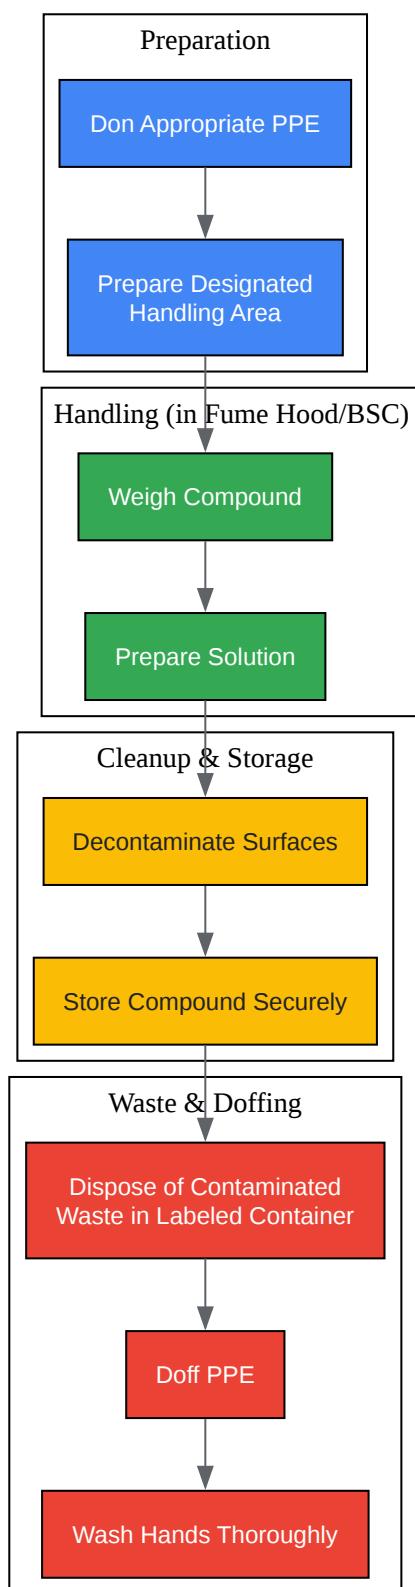 Preparation
Don Appropriate PPE
Prepare Designated
Handling Area
Handling (in Fume Hood/BSC)
Weigh Compound
Prepare Solution
Cleanup & Storage
Decontaminate Surfaces
Store Compound Securely
Waste & Doffing
Dispose of Contaminated
Waste in Labeled Container
Doff PPE
Wash Hands Thoroughly